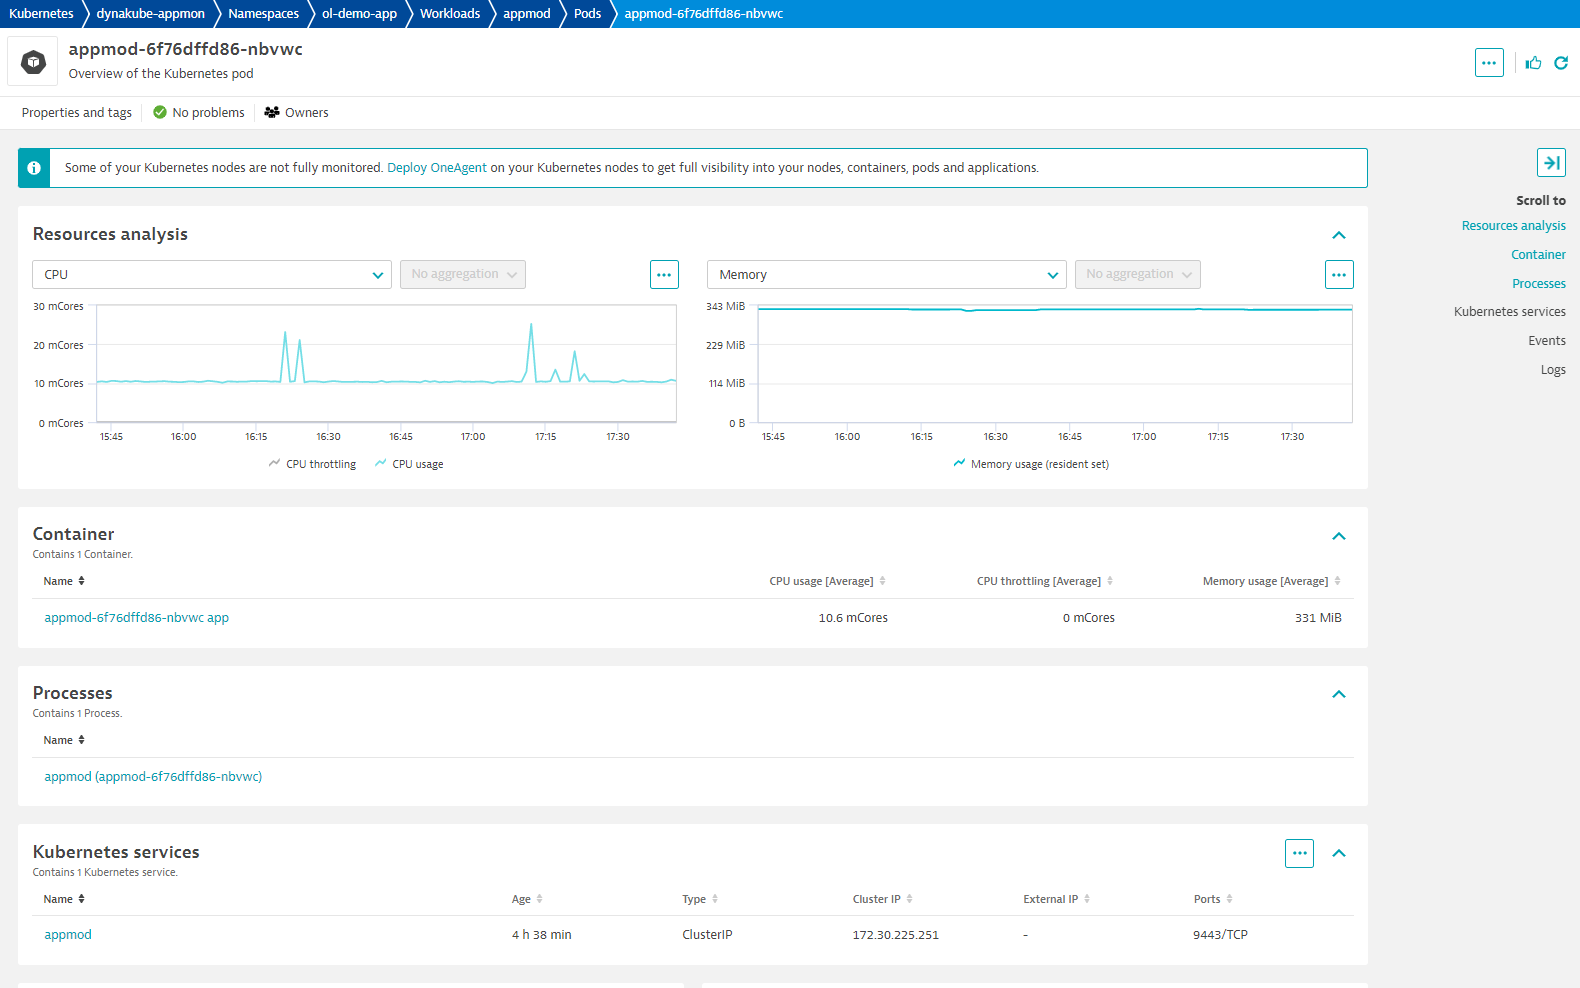 Kubernetes dynakube-appmon Namespaces ol-demo-app Workloads appmod Pods appmod-6f76dffd86-nbvwc
appmod-6f76dffd86-nbvwc
Overview of the Kubernetes pod
Properties and tags No problems Owners
Some of your Kubernetes nodes are not fully monitored. Deploy OneAgent on your Kubernetes nodes to get full visibility into your nodes, containers, pods and applications.
Scroll to
Resources analysis
Container
Processes
Kubernetes services
Events
Logs
Resources analysis
CPU No aggregation
30 mCores
20 mCores
10 mCores
0 mCores
15:45 16:00 16:15 16:30 16:45 17:00 17:15 17:30
CPU throttling CPU usage
Memory No aggregation
343 MiB
229 MiB
114 MiB
0 B
15:45 16:00 16:15 16:30 16:45 17:00 17:15 17:30
Memory usage (resident set)
Container
Contains 1 Container.
Name CPU usage [Average] CPU throttling [Average] Memory usage [Average]
appmod-6f76dffd86-nbvwc app 10.6 mCores 0 mCores 331 MiB
Processes
Contains 1 Process.
Name
appmod (appmod-6f76dffd86-nbvwc)
Kubernetes services
Contains 1 Kubernetes service.
Name Age Type Cluster IP External IP Ports
appmod 4 h 38 min ClusterIP 172.30.225.251 - 9443/TCP